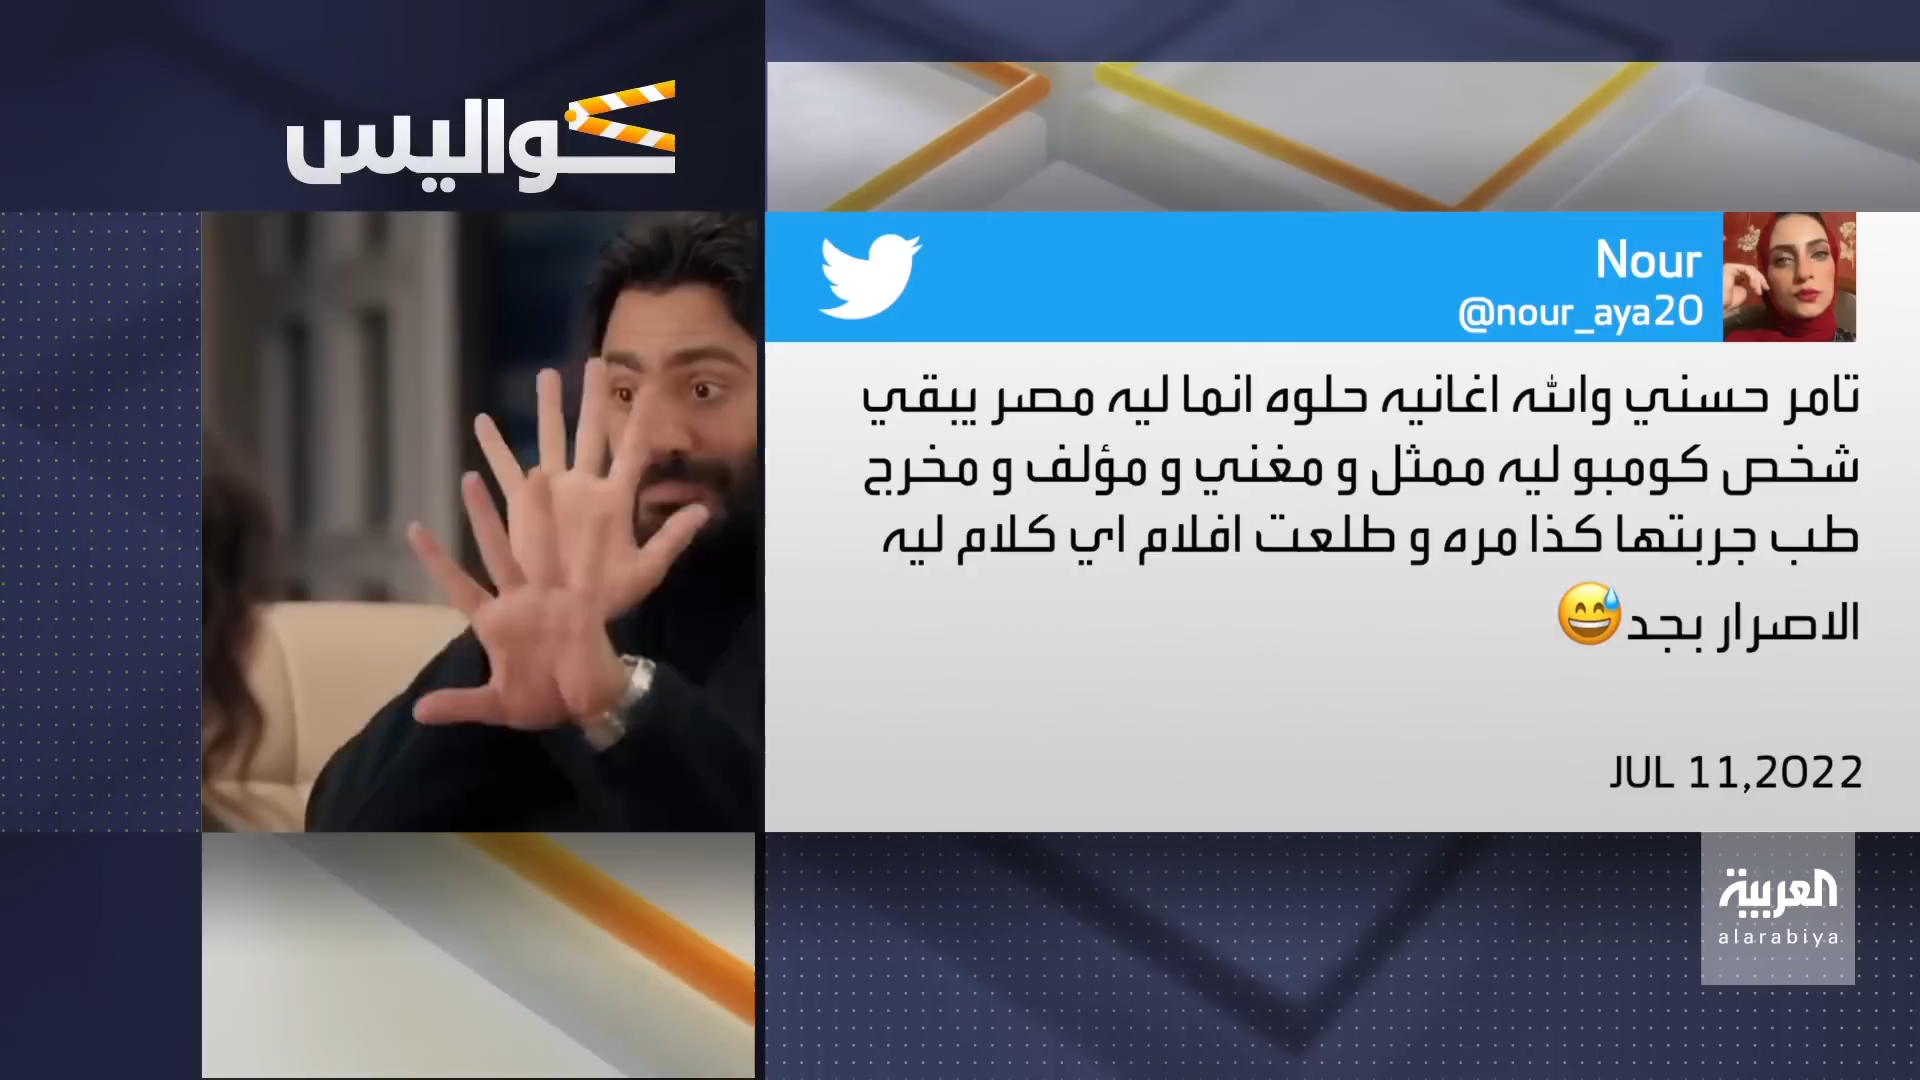 كواليس
Nour
@nour_aya20
تامر حسني والله اغانيه حلوه انما ليه مصر يبقي
شخص كومبو ليه ممثل و مغني و مؤلف و مخرج
طب جربتها كذا مره و طلعت افلام اي كلام ليه
الاصرار بجد😅
JUL 11,2022
العربية
alarabiya